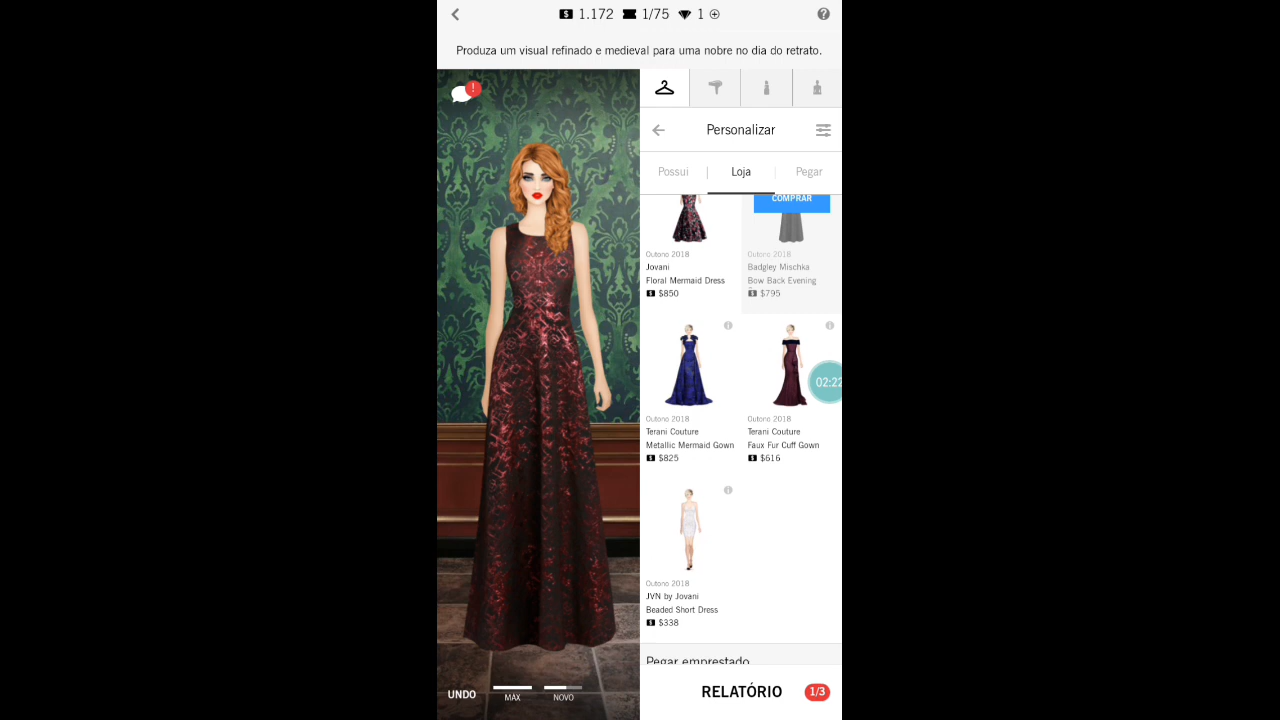 1.172 1/75 1
Produza um visual refinado e medieval para uma nobre no dia do retrato.
!
Personalizar
Possui Loja Pegar
COMPRAR
Outono 2018
Jovani
Floral Mermaid Dress
$850
Outono 2018
Badgley Mischka
Bow Back Evening
$795
Outono 2018
Terani Couture
Metallic Mermaid Gown
$825
Outono 2018
Terani Couture
Faux Fur Cuff Gown
$616
02:22
Outono 2018
JVN by Jovani
Beaded Short Dress
$338
Pegar emprestado
UNDO
MÁX
NOVO
RELATÓRIO 1/3